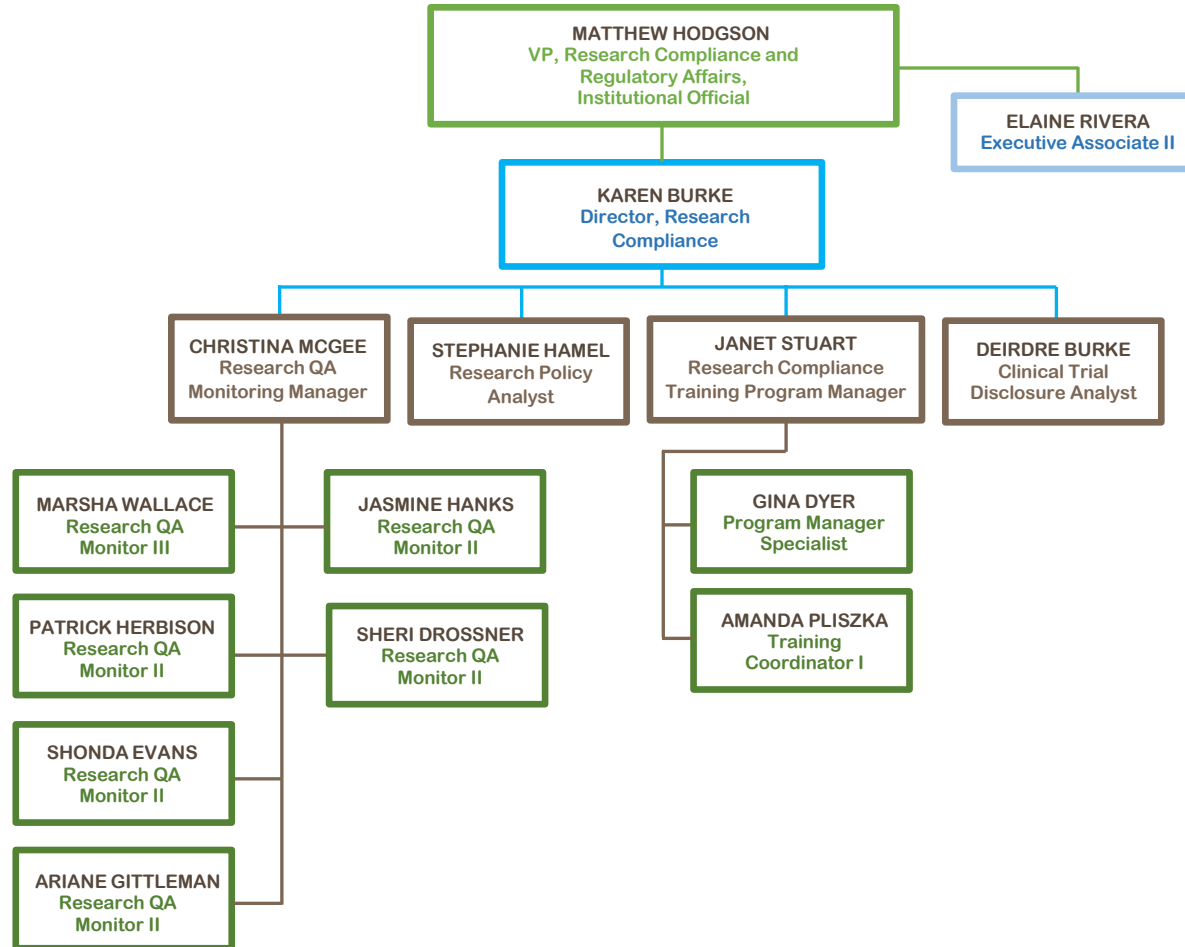 MATTHEW HODGSON
VP, Research Compliance and
Regulatory Affairs,
Institutional Official
ELAINE RIVERA
Executive Associate II
KAREN BURKE
Director, Research
Compliance
CHRISTINA MCGEE
Research QA
Monitoring Manager
STEPHANIE HAMEL
Research Policy
Analyst
JANET STUART
Research Compliance
Training Program Manager
DEIRDRE BURKE
Clinical Trial
Disclosure Analyst
MARSHA WALLACE
Research QA
Monitor III
JASMINE HANKS
Research QA
Monitor II
GINA DYER
Program Manager
Specialist
PATRICK HERBISON
Research QA
Monitor II
SHERI DROSSNER
Research QA
Monitor II
AMANDA PLISZKA
Training
Coordinator I
SHONDA EVANS
Research QA
Monitor II
ARIANE GITTLEMAN
Research QA
Monitor II